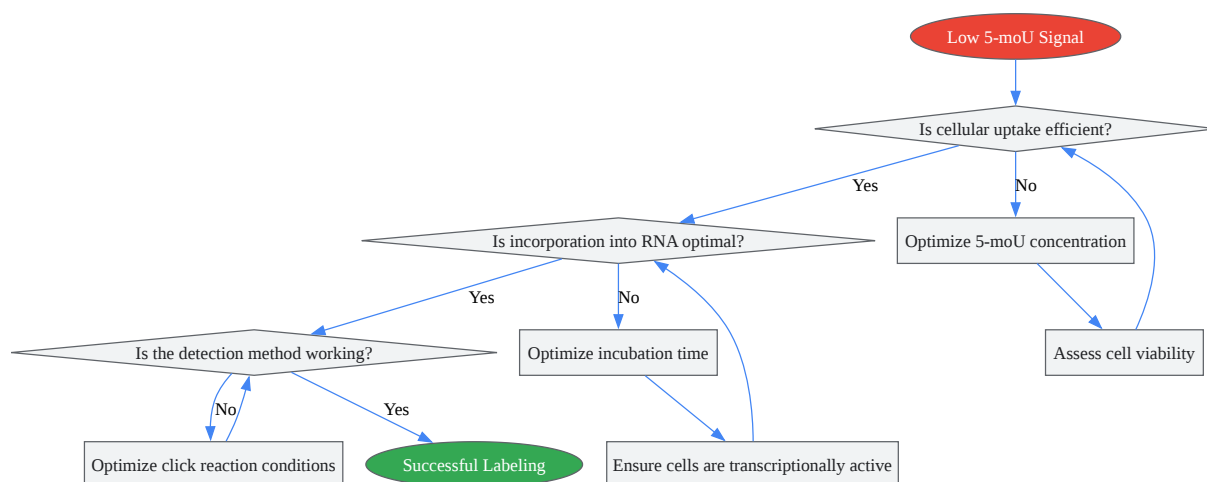 Low 5-moU Signal
Is cellular uptake efficient?
Yes
No
Is incorporation into RNA optimal?
Optimize 5-moU concentration
Yes
No
Is the detection method working?
Optimize incubation time
Assess cell viability
No
Yes
Optimize click reaction conditions
Successful Labeling
Ensure cells are transcriptionally active